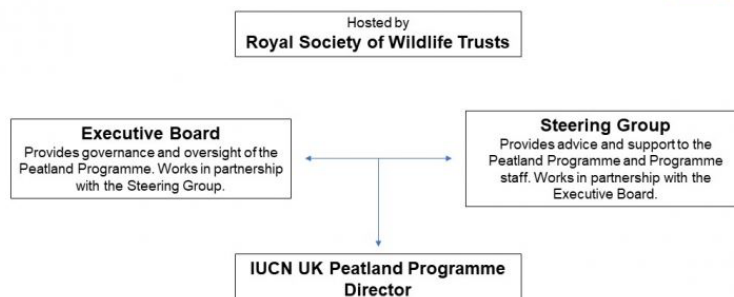 Hosted by
Royal Society of Wildlife Trusts
Executive Board
Provides governance and oversight of the
Peatland Programme. Works in partnership
with the Steering Group.
Steering Group
Provides advice and support to the
Peatland Programme and Programme
staff. Works in partnership with the
Executive Board.
IUCN UK Peatland Programme
Director